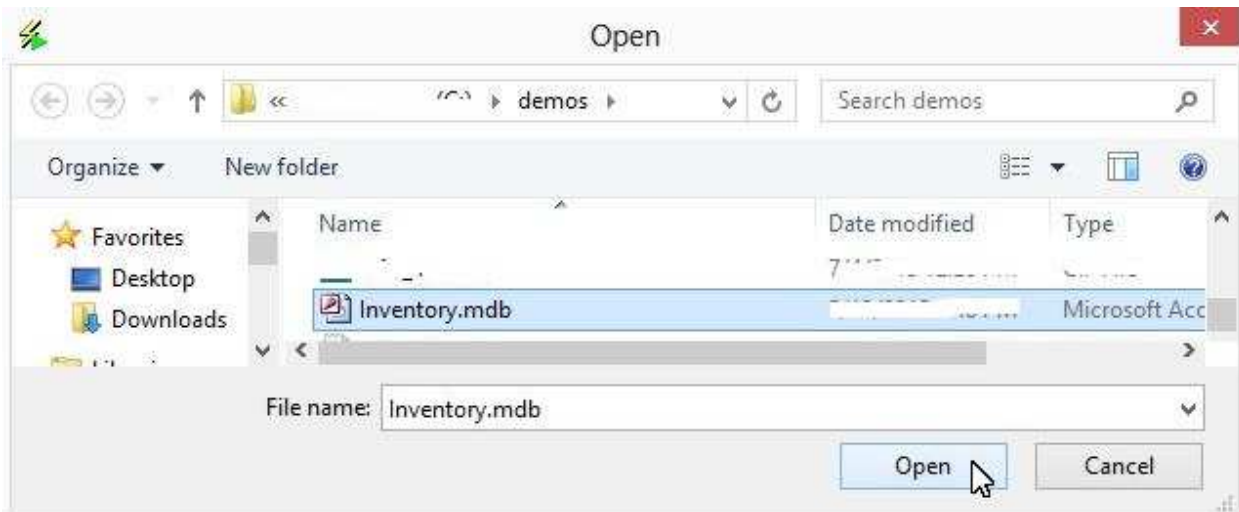 Open
« demos
Search demos
Organize New folder
Name Date modified Type
Favorites
Desktop
Inventory.mdb Microsoft Acc
Downloads
File name: Inventory.mdb
Open Cancel